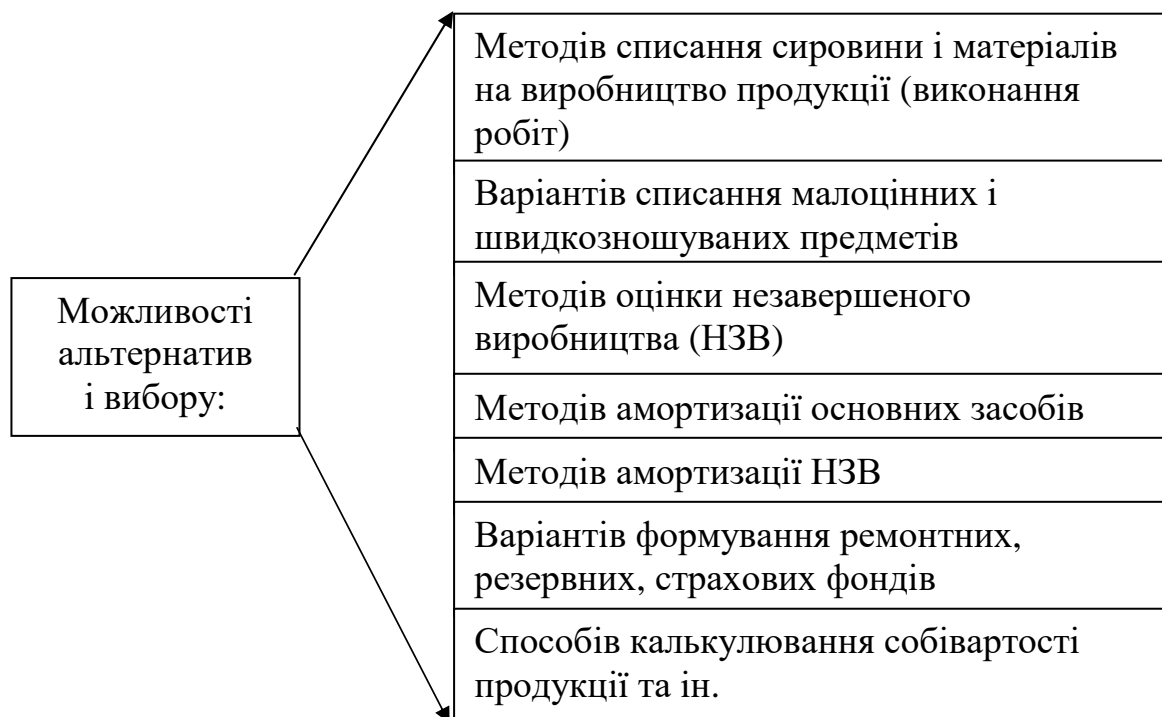 Можливості
альтернатив
і вибору:
Методів списання сировини і матеріалів
на виробництво продукції (виконання
робіт)
Варіантів списання малоцінних і
швидкозношуваних предметів
Методів оцінки незавершеного
виробництва (НЗВ)
Методів амортизації основних засобів
Методів амортизації НЗВ
Варіантів формування ремонтних,
резервних, страхових фондів
Способів калькулювання собівартості
продукції та ін.